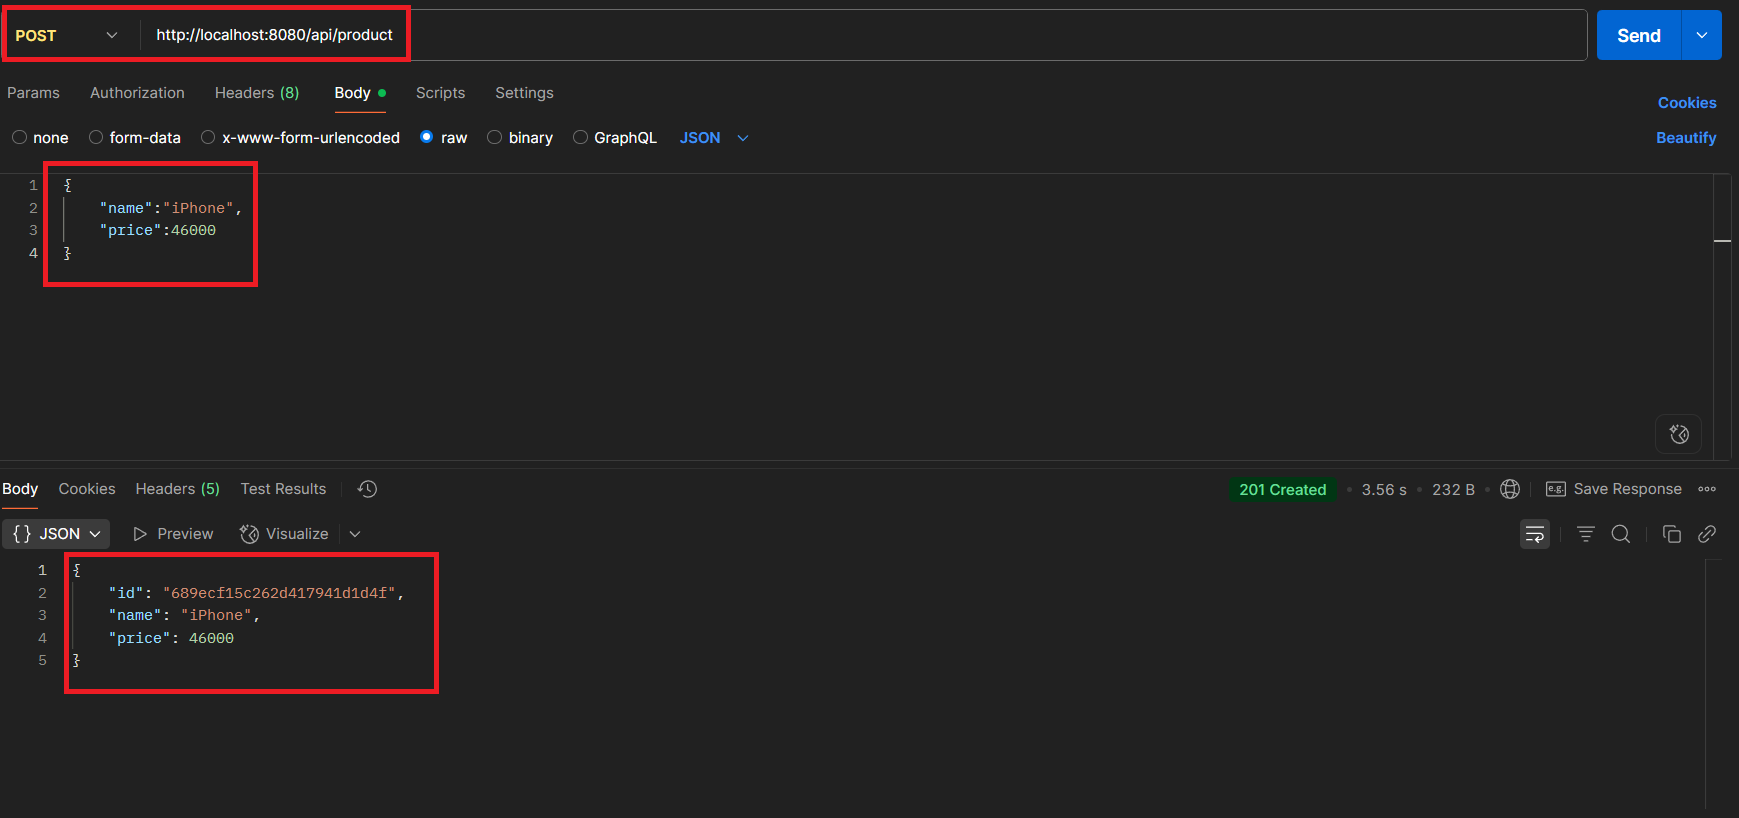 POST http://localhost:8080/api/product Send
Params Authorization Headers (8) Body Scripts Settings
Cookies
none form-data x-www-form-urlencoded raw binary GraphQL JSON Beautify
1 {
2 "name":"iPhone",
3 "price":46000
4 }
Body Cookies Headers (5) Test Results 201 Created 3.56 s 232 B e.g. Save Response
{} JSON Preview Visualize
1 {
2 "id": "689ecf15c262d417941d1d4f",
3 "name": "iPhone",
4 "price": 46000
5 }